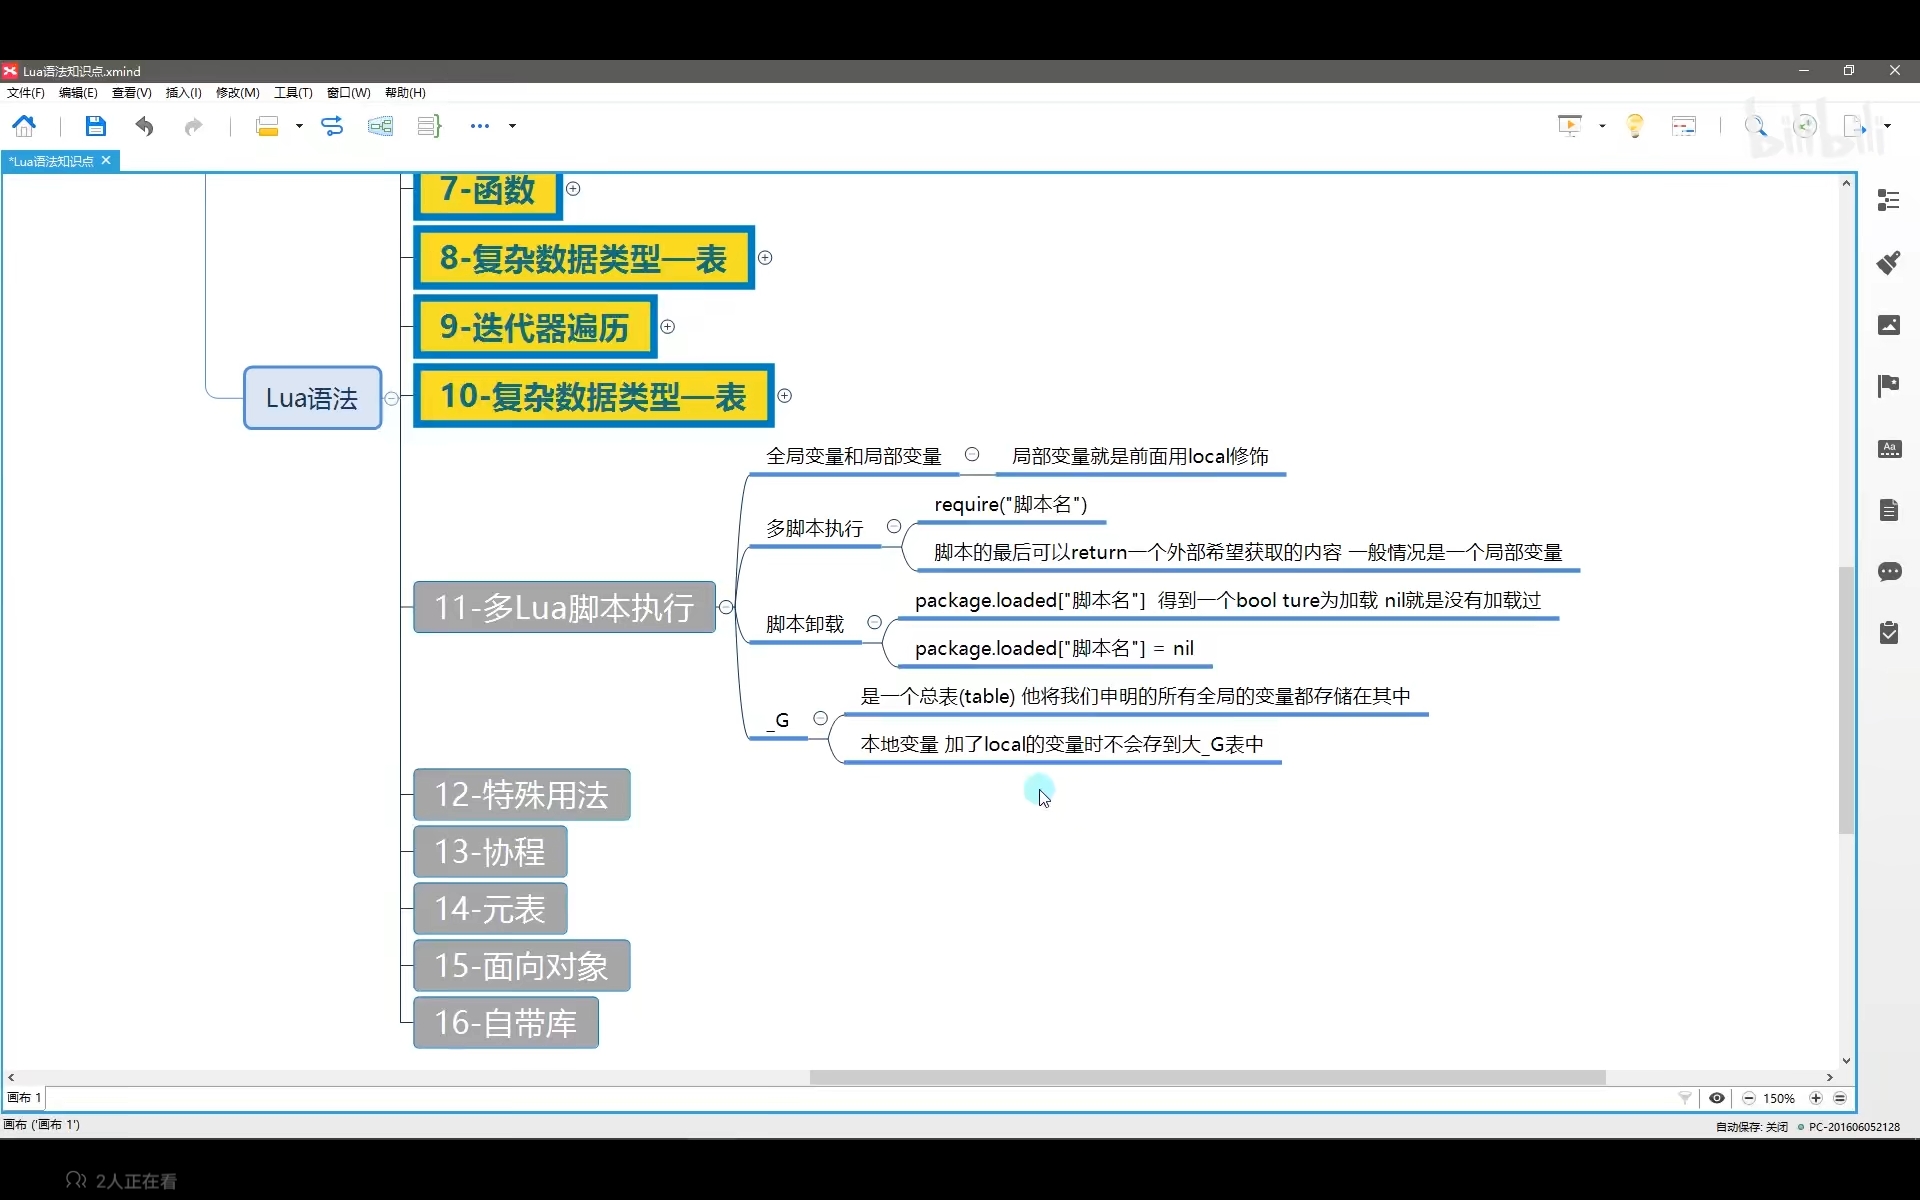 Lua语法知识点.xmind
文件(F) 编辑(E) 查看(V) 插入(I) 修改(M) 工具(T) 窗口(W) 帮助(H)
bilibili
*Lua语法知识点
7-函数
8-复杂数据类型—表
9-迭代器遍历
Lua语法
10-复杂数据类型—表
全局变量和局部变量
局部变量就是前面用local修饰
多脚本执行
require("脚本名")
脚本的最后可以return一个外部希望获取的内容 一般情况是一个局部变量
11-多Lua脚本执行
脚本卸载
package.loaded["脚本名"] 得到一个bool ture为加载 nil就是没有加载过
package.loaded["脚本名"] = nil
_G
是一个总表(table) 他将我们申明的所有全局的变量都存储在其中
本地变量 加了local的变量时不会存到大_G表中
12-特殊用法
13-协程
14-元表
15-面向对象
16-自带库
画布 1
150%
画布 ('画布 1')
自动保存: 关闭
PC-201606052128
2人正在看
Aa